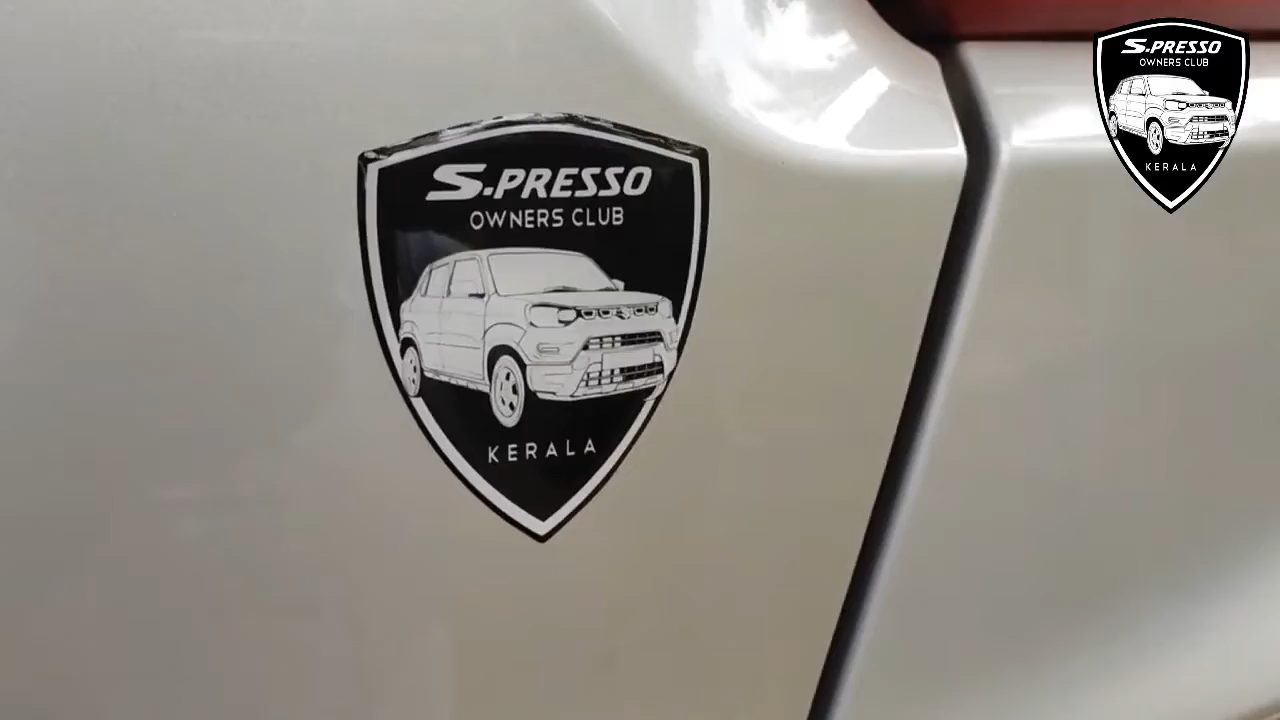 S.PRESSO
OWNERS CLUB
KERALA
S.PRESSO
OWNERS CLUB
KERALA